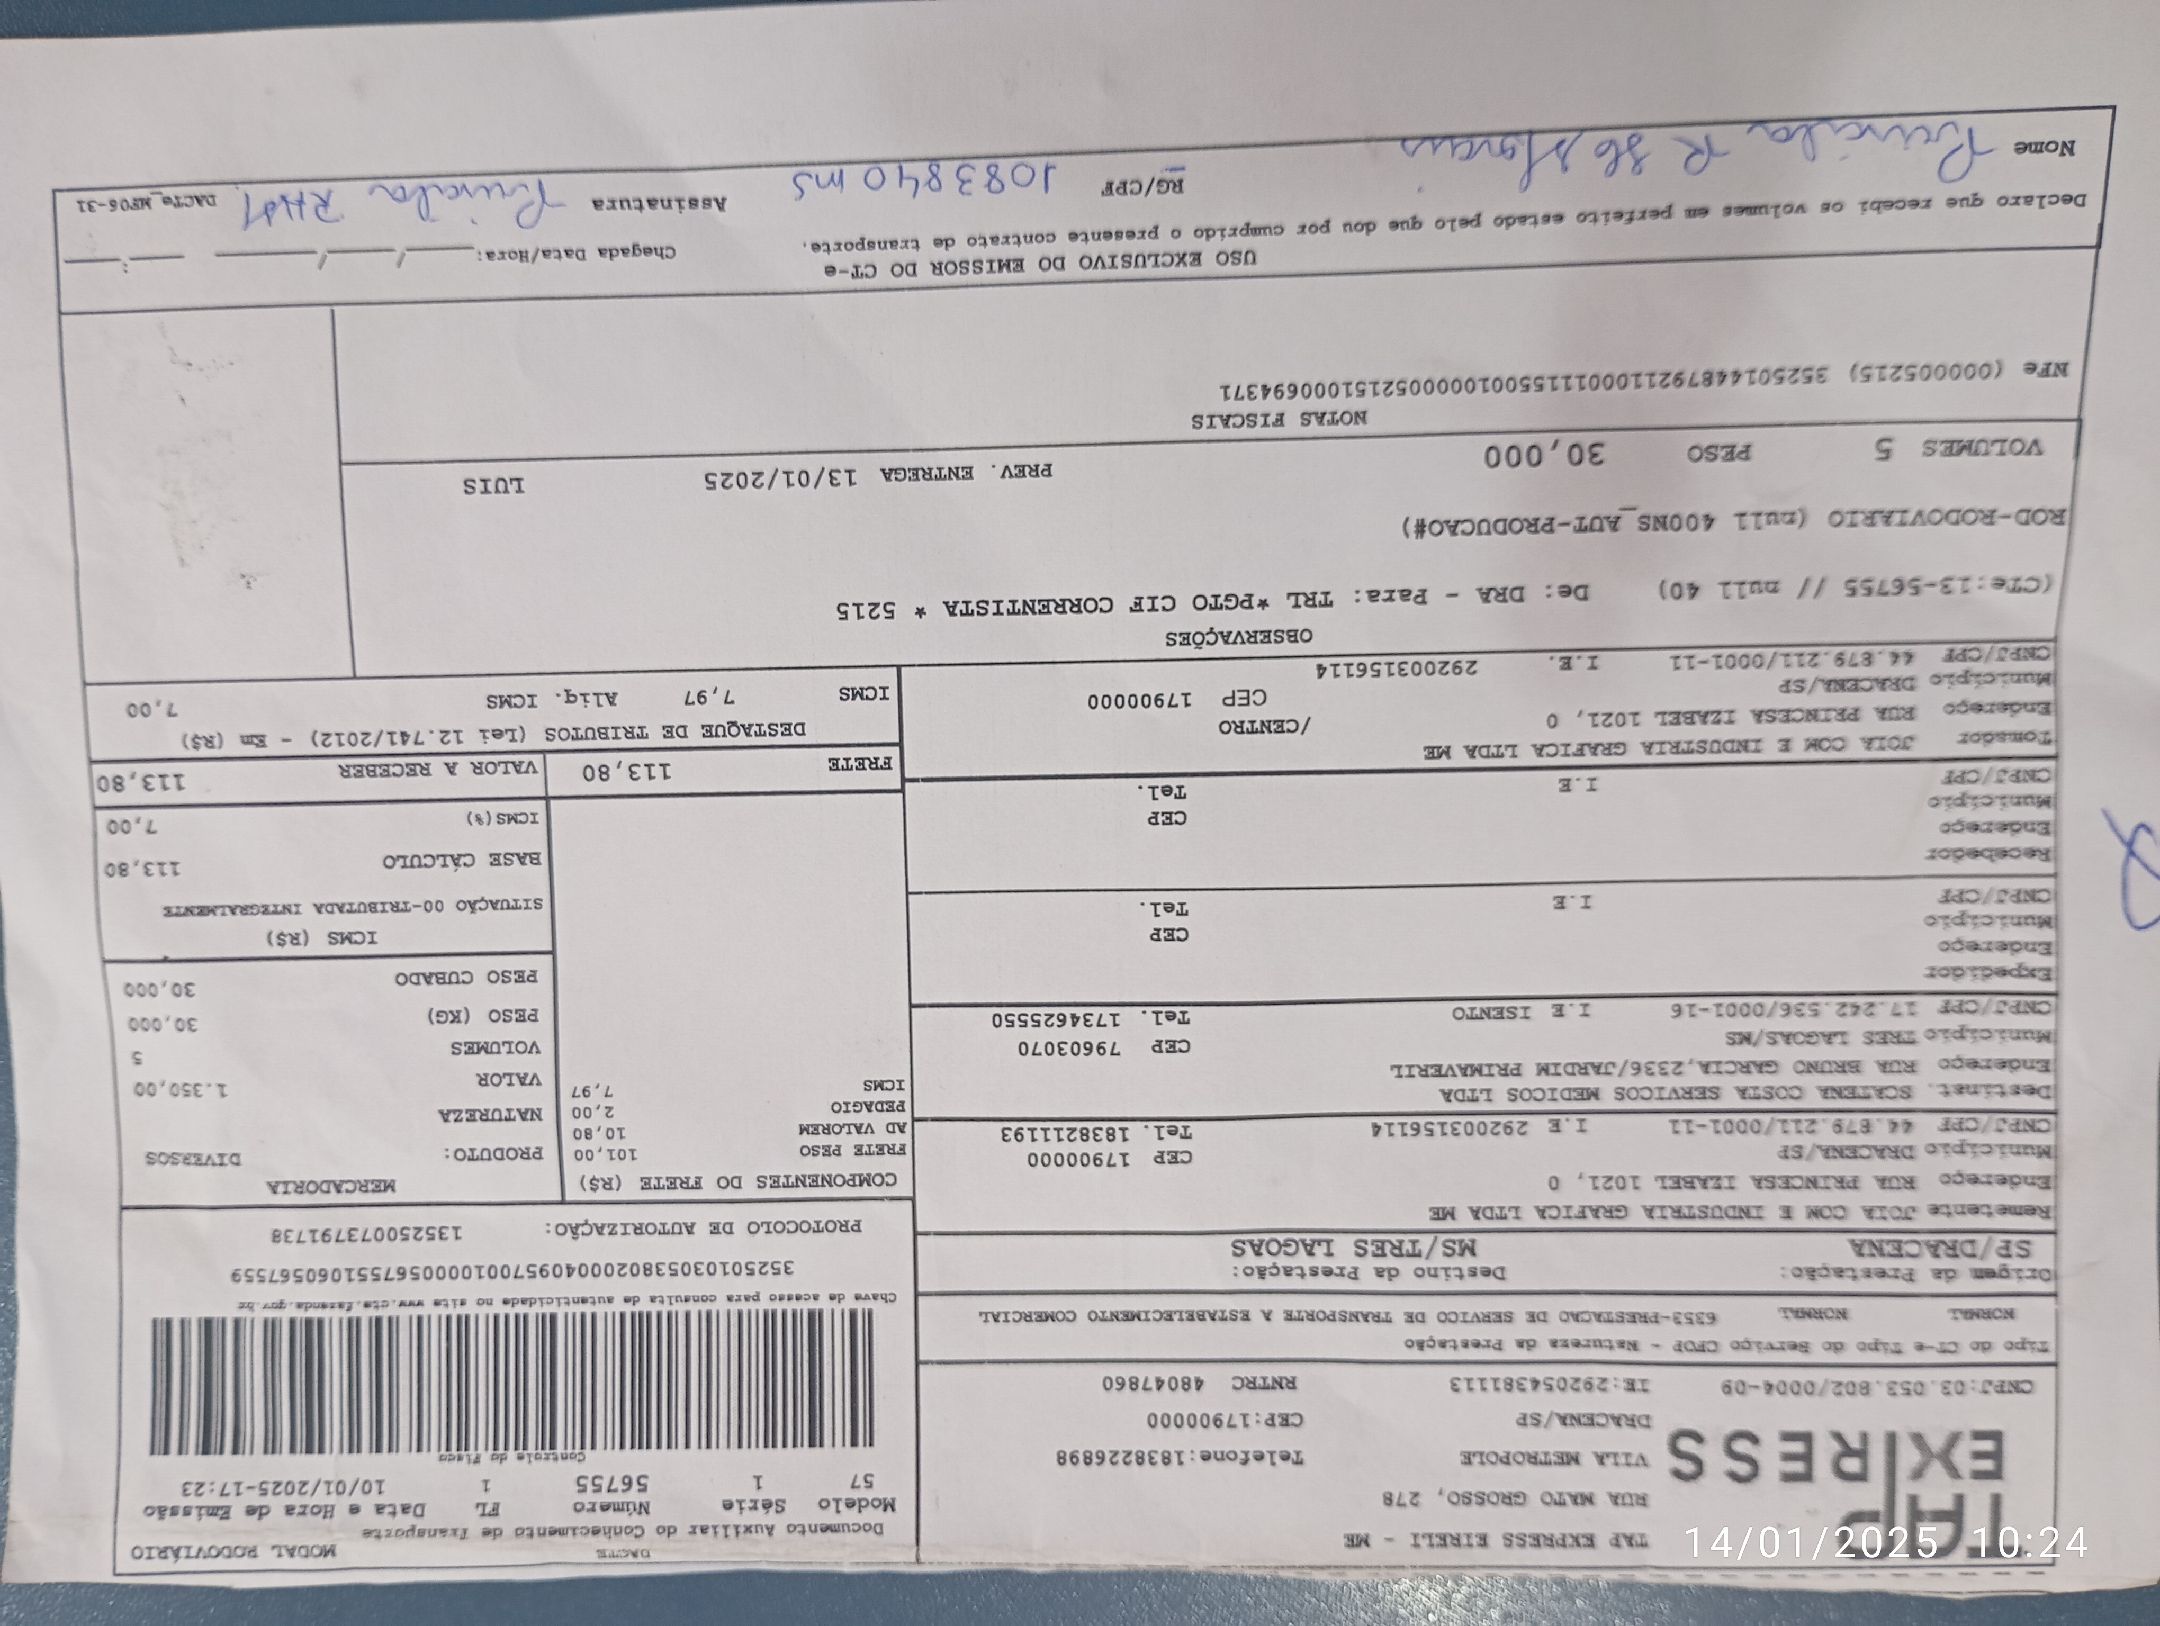 TAP
EX RESS
TAP EXPRESS EIRELI - ME
RUA MATO GROSSO, 278
VILA METROPOLE Telefone:1838226898
DRACENA/SP CEP:17900000
CNPJ:03.053.802/0004-09 IE:292054381113 RNTRC 48047860
DACTE MODAL RODOVIÁRIO
Documento Auxiliar do Conhecimento de Transporte
Modelo Série Número FL Data e Hora de Emissão
57 1 56755 1 10/01/2025-17:23
Controle do Fisco
Chave de acesso para consulta de autenticidade no site www.cte.fazenda.gov.br
35250103053802000409570010000567551060567559
PROTOCOLO DE AUTORIZAÇÃO: 135250073791738
Tipo do CT-e Tipo do Serviço CFOP - Natureza da Prestação
NORMAL NORMAL 6353-PRESTACAO DE SERVICO DE TRANSPORTE A ESTABELECIMENTO COMERCIAL
Origem da Prestação: Destino da Prestação:
SP/DRACENA MS/TRES LAGOAS
Remetente JOIA COM E INDUSTRIA GRAFICA LTDA ME
Endereço RUA PRINCESA IZABEL 1021, 0
Município DRACENA/SP CEP 17900000
CNPJ/CPF 44.879.211/0001-11 I.E 292003156114 Tel. 1838211193
Destinat. SCATENA COSTA SERVICOS MEDICOS LTDA
Endereço RUA BRUNO GARCIA,2336/JARDIM PRIMAVERIL
Município TRES LAGOAS/MS CEP 79603070
CNPJ/CPF 17.242.536/0001-16 I.E ISENTO Tel. 1734625550
Expedidor
Endereço
Município CEP
CNPJ/CPF I.E Tel.
Recebedor
Endereço
Município CEP
CNPJ/CPF I.E Tel.
Tomador JOIA COM E INDUSTRIA GRAFICA LTDA ME
Endereço RUA PRINCESA IZABEL 1021, 0 /CENTRO
Município DRACENA/SP CEP 17900000
CNPJ/CPF 44.879.211/0001-11 I.E. 292003156114
COMPONENTES DO FRETE (R$)
FRETE PESO 101,00
AD VALOREM 10,80
PEDAGIO 2,00
ICMS 7,97
MERCADORIA
PRODUTO: DIVERSOS
NATUREZA
VALOR 1.350,00
VOLUMES 5
PESO (KG) 30,000
PESO CUBADO 30,000
ICMS (R$)
SITUAÇÃO 00-TRIBUTADA INTEGRALMENTE
BASE CÁLCULO 113,80
ICMS(%) 7,00
FRETE 113,80 VALOR A RECEBER 113,80
DESTAQUE DE TRIBUTOS (Lei 12.741/2012) - Em (R$)
ICMS 7,97 Aliq. ICMS 7,00
OBSERVAÇÕES
(CTe:13-56755 // null 40) De: DRA - Para: TRL *PGTO CIF CORRENTISTA * 5215
ROD-RODOVIARIO (null 400NS_AUT-PRODUCAO#)
VOLUMES 5 PESO 30,000 PREV. ENTREGA 13/01/2025 LUIS
NOTAS FISCAIS
NFe (000005215) 35250144879211000111550010000052151000694371
USO EXCLUSIVO DO EMISSOR DO CT-e
Declaro que recebi os volumes em perfeito estado pelo que dou por cumprido o presente contrato de transporte. Chegada Data/Hora:____/____/____ __:__
Nome Priscila R Morais RG/CPF 1083840 ms Assinatura Priscila DACTe_MF06-31
14/01/2025 10:24